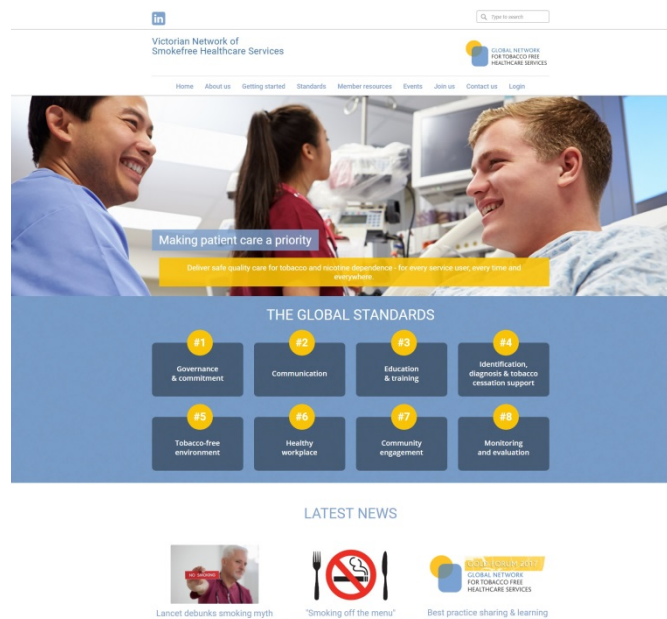 in
Type to search
Victorian Network of
Smokefree Healthcare Services
GLOBAL NETWORK
FOR TOBACCO FREE
HEALTHCARE SERVICES
Home About us Getting started Standards Member resources Events Join us Contact us Login
Making patient care a priority
Deliver safe quality care for tobacco and nicotine dependence - for every service user, every time and
everywhere
THE GLOBAL STANDARDS
#1
Governance
& commitment
#2
Communication
#3
Education
& training
#4
Identification,
diagnosis & tobacco
cessation support
#5
Tobacco-free
environment
#6
Healthy
workplace
#7
Community
engagement
#8
Monitoring
and evaluation
LATEST NEWS
NO SMOKING
Lancet debunks smoking myth
"Smoking off the menu"
FORUM 2017
GLOBAL NETWORK
FOR TOBACCO FREE
HEALTHCARE SERVICES
Best practice sharing & learning